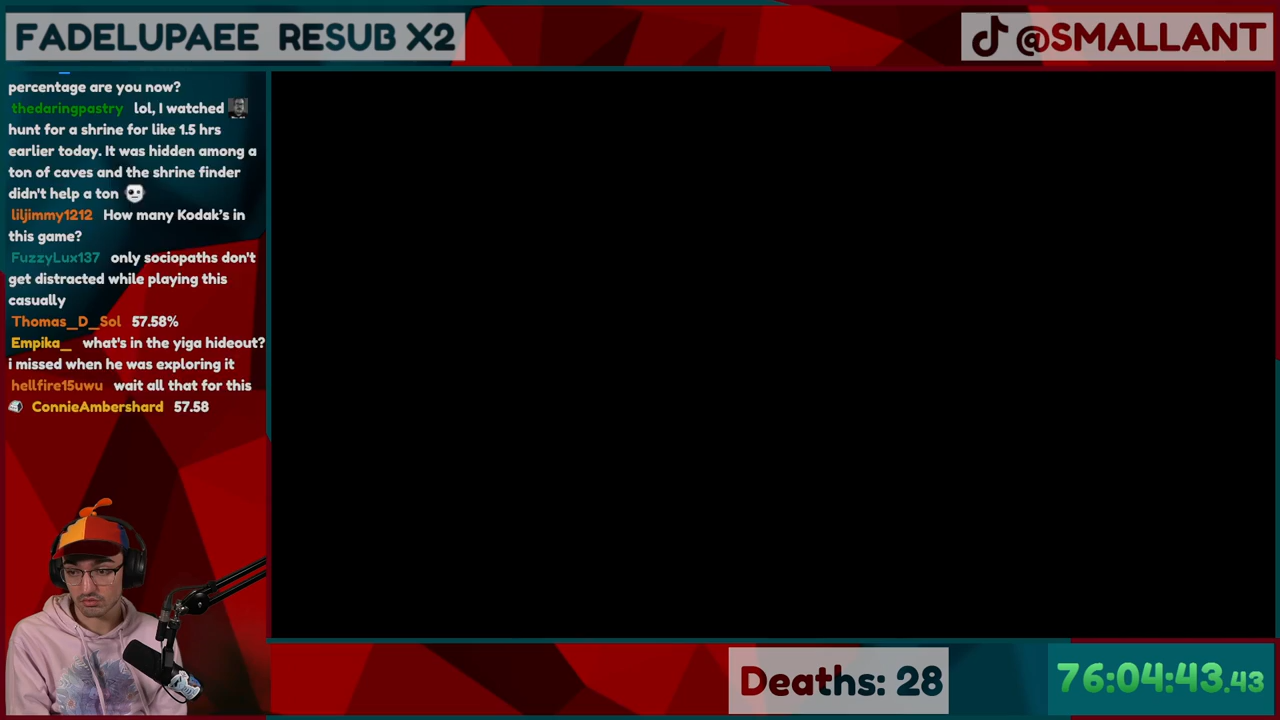 FADELUPAEE RESUB X2
@SMALLANT
percentage are you now?
thedaringpastry lol, I watched
hunt for a shrine for like 1.5 hrs
earlier today. It was hidden among a
ton of caves and the shrine finder
didn't help a ton
liljimmy1212 How many Kodak's in
this game?
FuzzyLux137 only sociopaths don't
get distracted while playing this
casually
Thomas_D_Sol 57.58%
Empika_ what's in the yiga hideout?
i missed when he was exploring it
hellfire15uwu wait all that for this
ConnieAmbershard 57.58
Deaths: 28
76:04:43.43